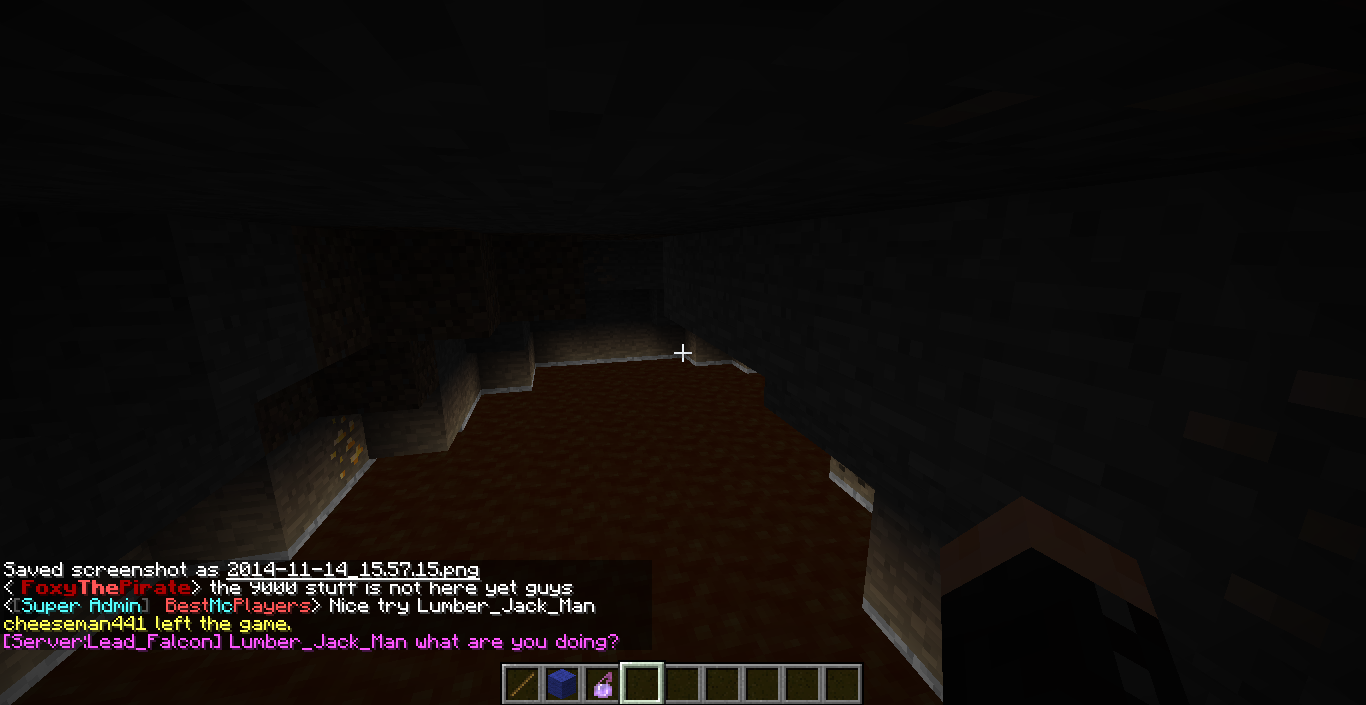 Saved screenshot as 2014-11-14_15.57.15.png
< FoxyThePirate> the 9000 stuff is not here yet guys
<[Super Admin] BestMcPlayers> Nice try Lumber_Jack_Man
cheeseman441 left the game.
[Server:Lead_Falcon] Lumber_Jack_Man what are you doing?